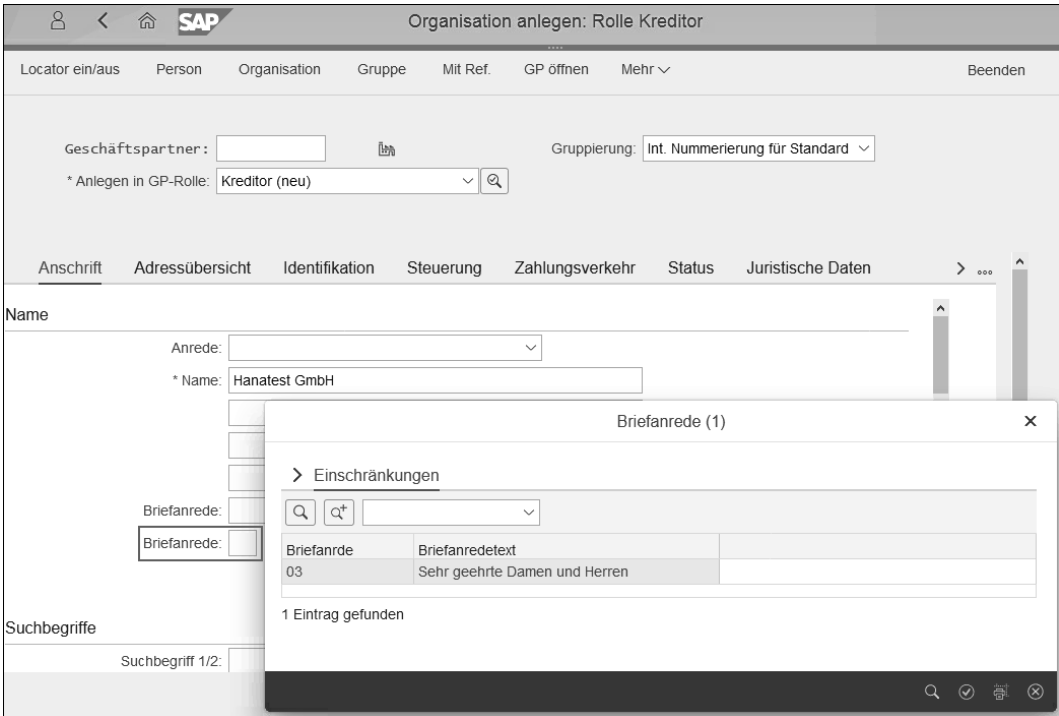 SAP Organisation anlegen: Rolle Kreditor
Locator ein/aus Person Organisation Gruppe Mit Ref. GP öffnen Mehr Beenden
Geschäftspartner: Gruppierung: Int. Nummerierung für Standard
* Anlegen in GP-Rolle: Kreditor (neu)
Anschrift Adressübersicht Identifikation Steuerung Zahlungsverkehr Status Juristische Daten
Name
Anrede:
* Name: Hanatest GmbH
Briefanrede:
Briefanrede:
Suchbegriffe
Suchbegriff 1/2:
Briefanrede (1)
Einschränkungen
Briefanrde Briefanredetext
03 Sehr geehrte Damen und Herren
1 Eintrag gefunden